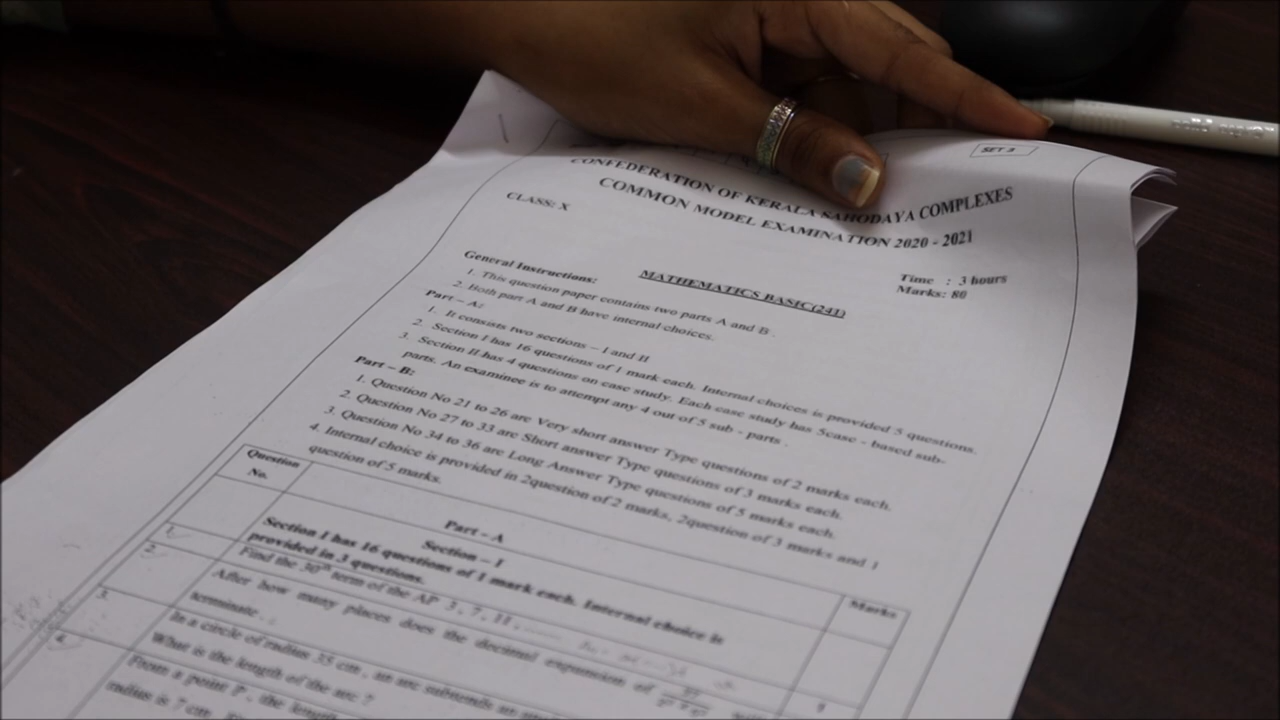 SET 3
CONFEDERATION OF KERALA SAHODAYA COMPLEXES
COMMON MODEL EXAMINATION 2020 - 2021
CLASS: X
MATHEMATICS BASIC(241)
Time : 3 hours
Marks: 80
General Instructions:
1. This question paper contains two parts A and B .
2. Both part A and B have internal choices.
Part – A:
1. It consists two sections – I and II
2. Section I has 16 questions of 1 mark each. Internal choices is provided 5 questions.
3. Section II has 4 questions on case study. Each case study has 5case - based sub-
parts. An examinee is to attempt any 4 out of 5 sub - parts .
Part – B:
1. Question No 21 to 26 are Very short answer Type questions of 2 marks each.
2. Question No 27 to 33 are Short answer Type questions of 3 marks each.
3. Question No 34 to 36 are Long Answer Type questions of 5 marks each.
4. Internal choice is provided in 2question of 2 marks, 2question of 3 marks and 1
question of 5 marks.
Question No.
Marks
Part – A
Section – I
Section I has 16 questions of 1 mark each. Internal choice is
provided in 3 questions.
1. Find the 30th term of the AP 3 , 7 , 11 ,
2. After how many places does the decimal expansion of
terminate
3. In a circle of radius 35 cm , an arc subtends an
What is the length of the arc ?
4. From a point P , the length
radius is 7 cm.